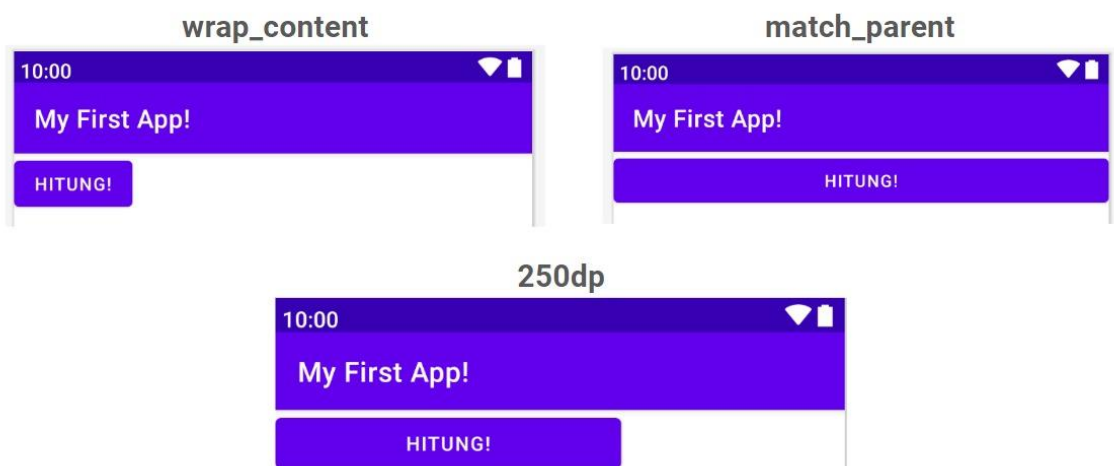 wrap_content
10:00
My First App!
HITUNG!
match_parent
10:00
My First App!
HITUNG!
250dp
10:00
My First App!
HITUNG!